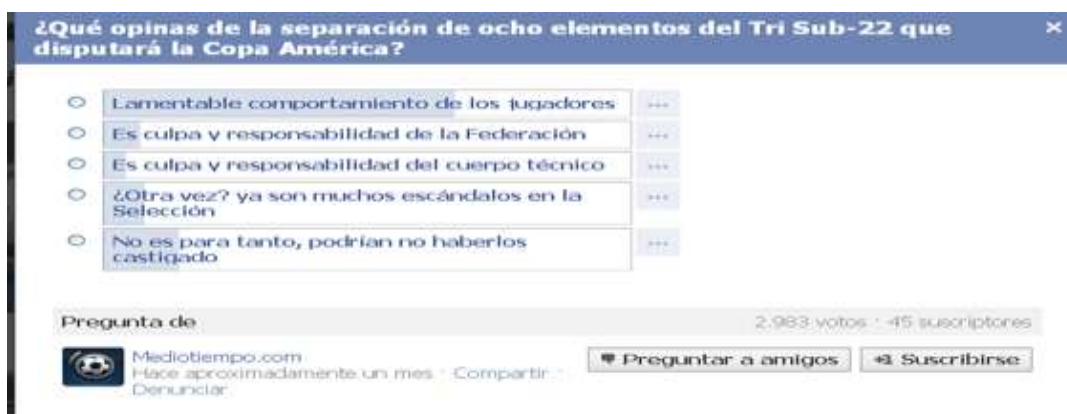 ¿Qué opinas de la separación de ocho elementos del Tri Sub-22 que
disputará la Copa América?
×
Lamentable comportamiento de los jugadores
...
Es culpa y responsabilidad de la Federación
...
Es culpa y responsabilidad del cuerpo técnico
...
¿Otra vez? ya son muchos escándalos en la
Selección
...
No es para tanto, podrían no haberlos
castigado
...
Pregunta de
2.983 votos · 45 suscriptores
Mediotiempo.com
Hace aproximadamente un mes · Compartir ·
Denunciar
Preguntar a amigos
+1 Suscribirse